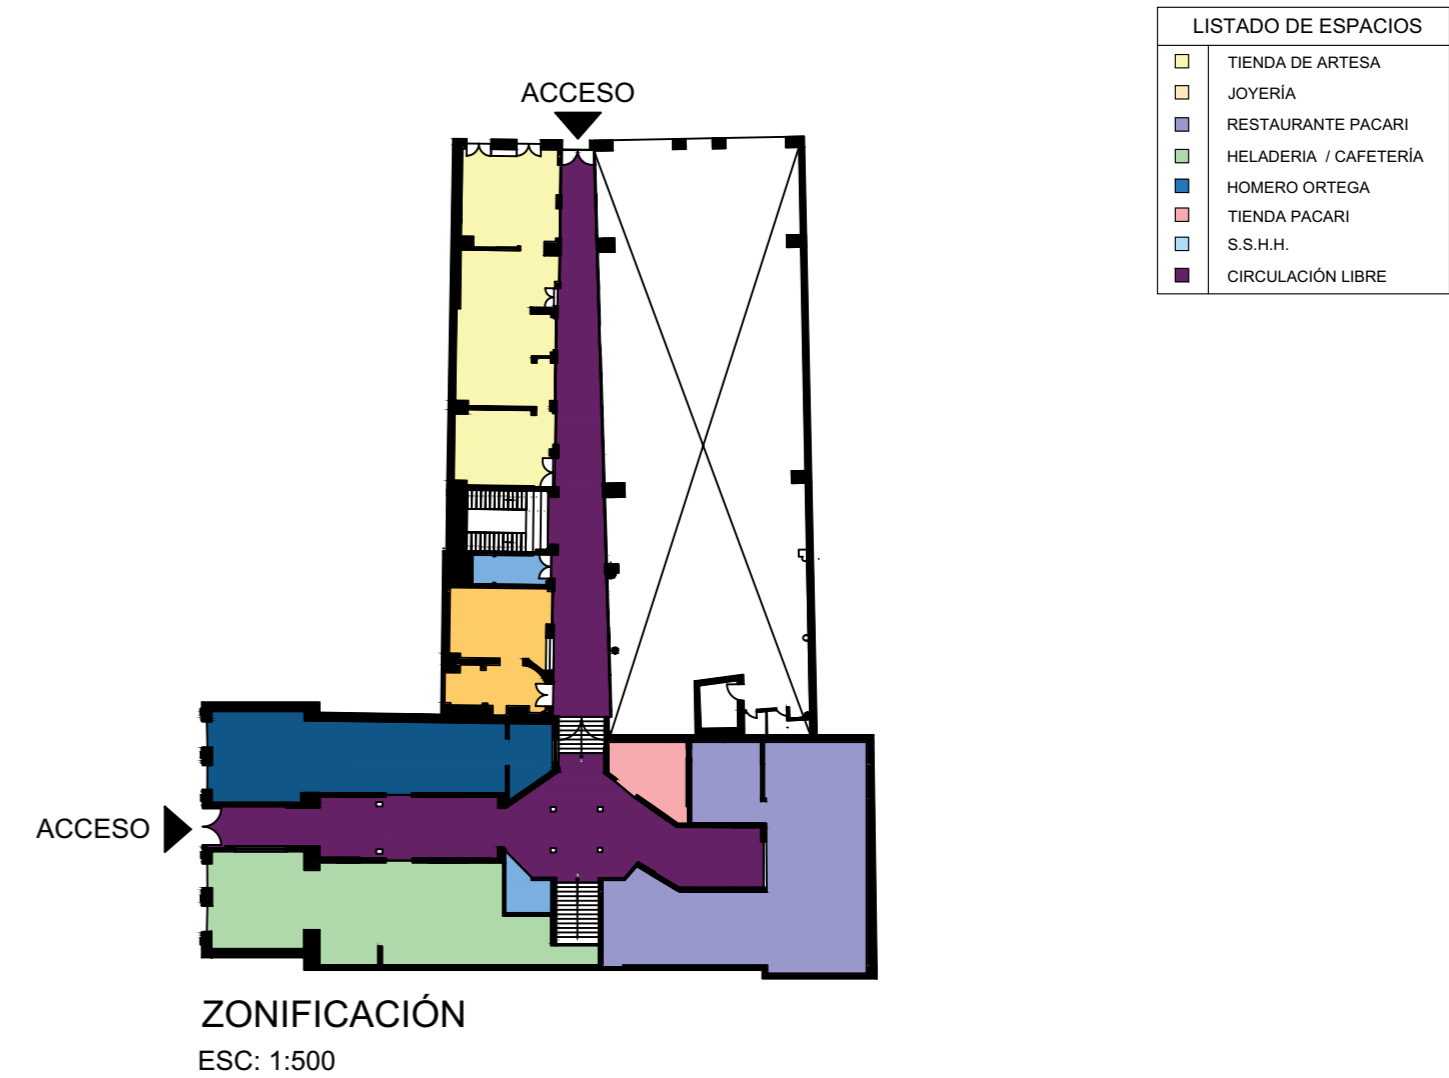 LISTADO DE ESPACIOS
TIENDA DE ARTESA
JOYERÍA
RESTAURANTE PACARI
HELADERIA / CAFETERÍA
HOMERO ORTEGA
TIENDA PACARI
S.S.H.H.
CIRCULACIÓN LIBRE
ACCESO
ACCESO
ZONIFICACIÓN
ESC: 1:500